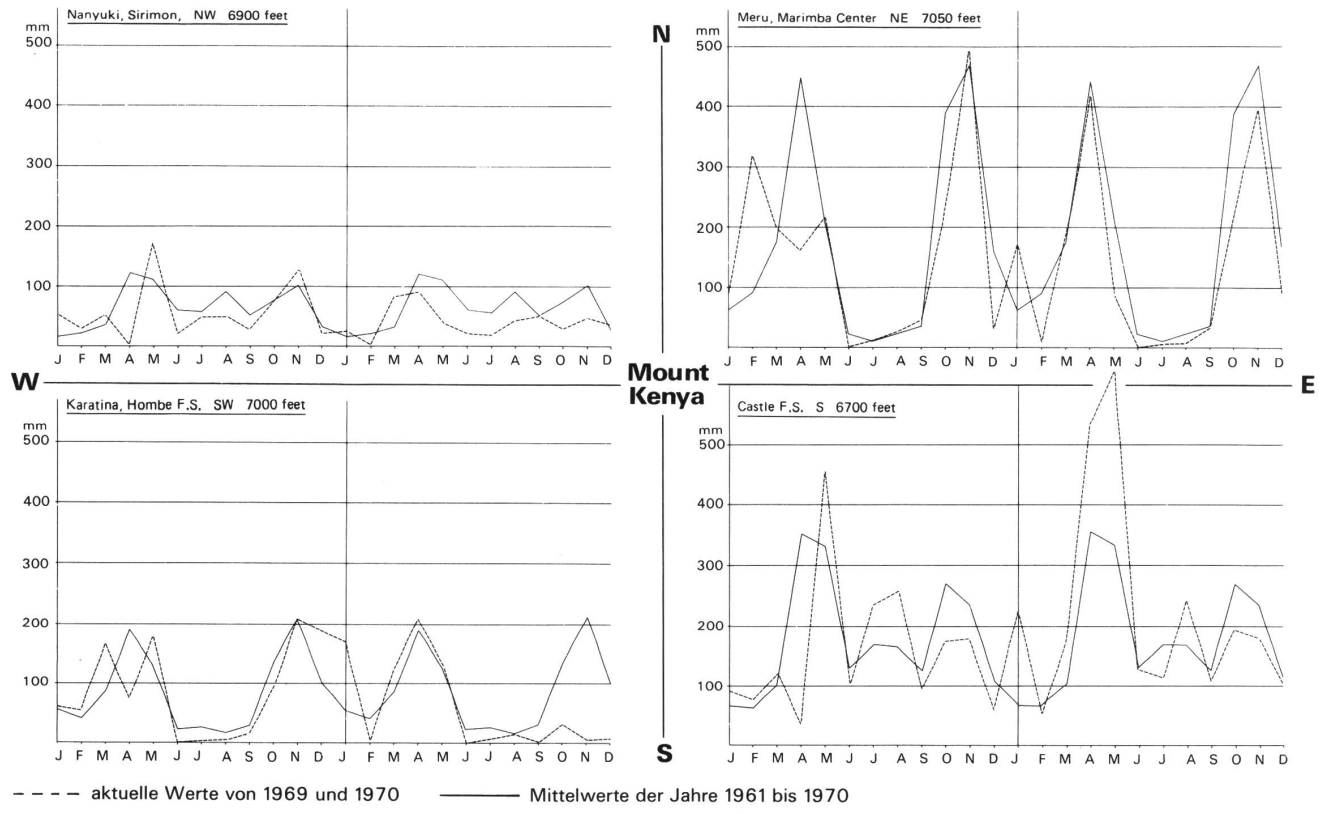 Nanyuki, Sirimon, NW 6900 feet
mm
500
400
300
200
100
J F M A M J J A S O N D J F M A M J J A S O N D
N
Meru, Marimba Center NE 7050 feet
mm
500
400
300
200
100
J F M A M J J A S O N D J F M A M J J A S O N D
W
Mount
Kenya
E
Karatina, Hombe F.S. SW 7000 feet
mm
500
400
300
200
100
J F M A M J J A S O N D J F M A M J J A S O N D
Castle F.S. S 6700 feet
mm
500
400
300
200
100
J F M A M J J A S O N D J F M A M J J A S O N D
S
aktuelle Werte von 1969 und 1970
Mittelwerte der Jahre 1961 bis 1970